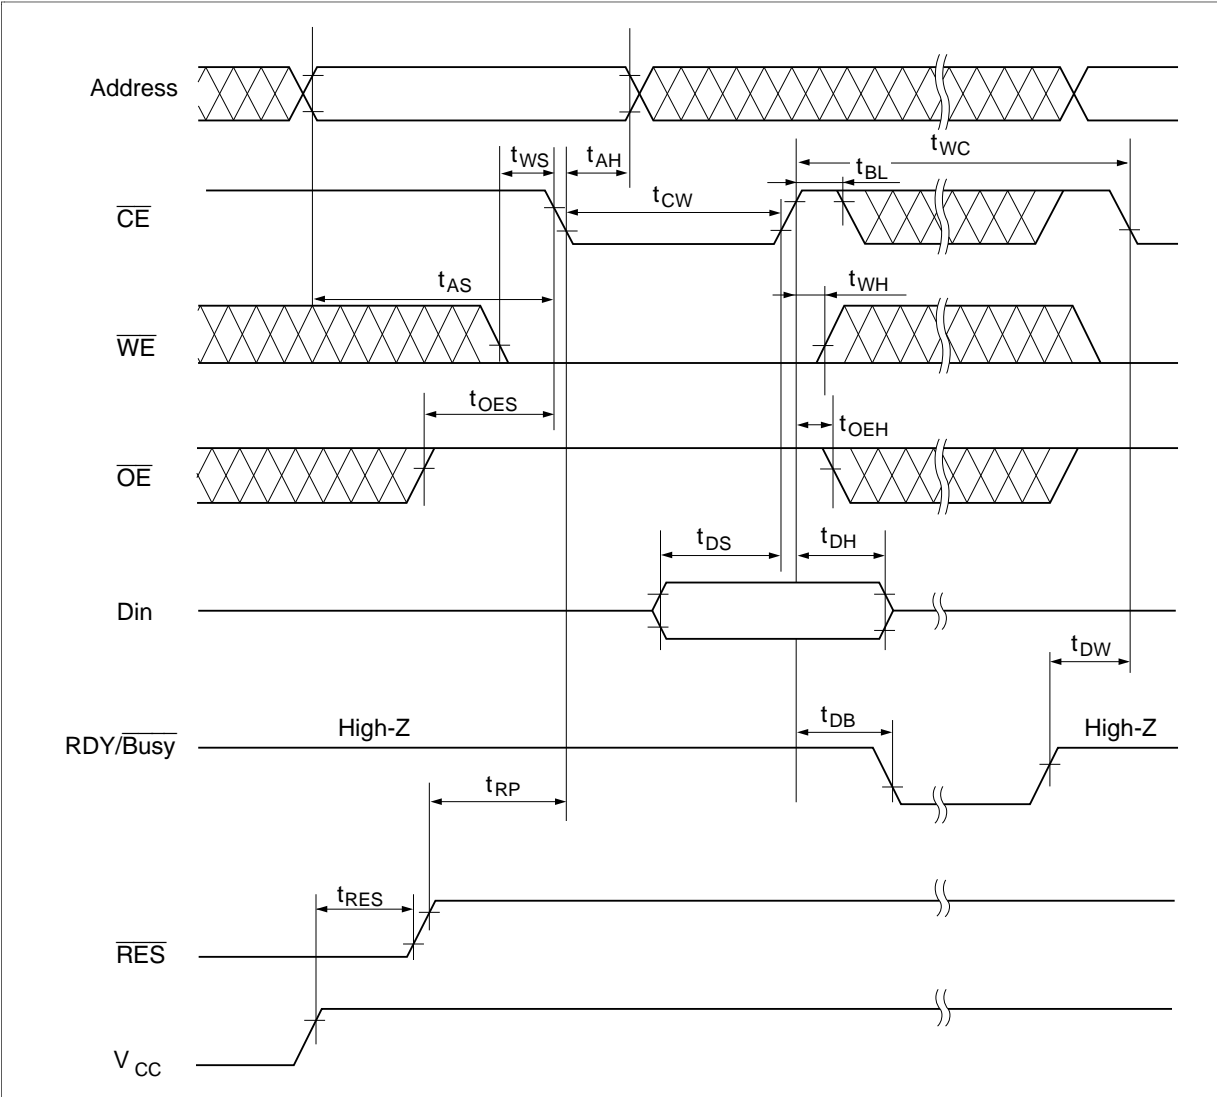 Address
tWC
tWS
tAH
tBL
tCW
CE
tAS
tWH
WE
tOES
tOEH
OE
tDS
tDH
Din
tDW
tDB
High-Z
High-Z
RDY/Busy
tRP
tRES
RES
VCC